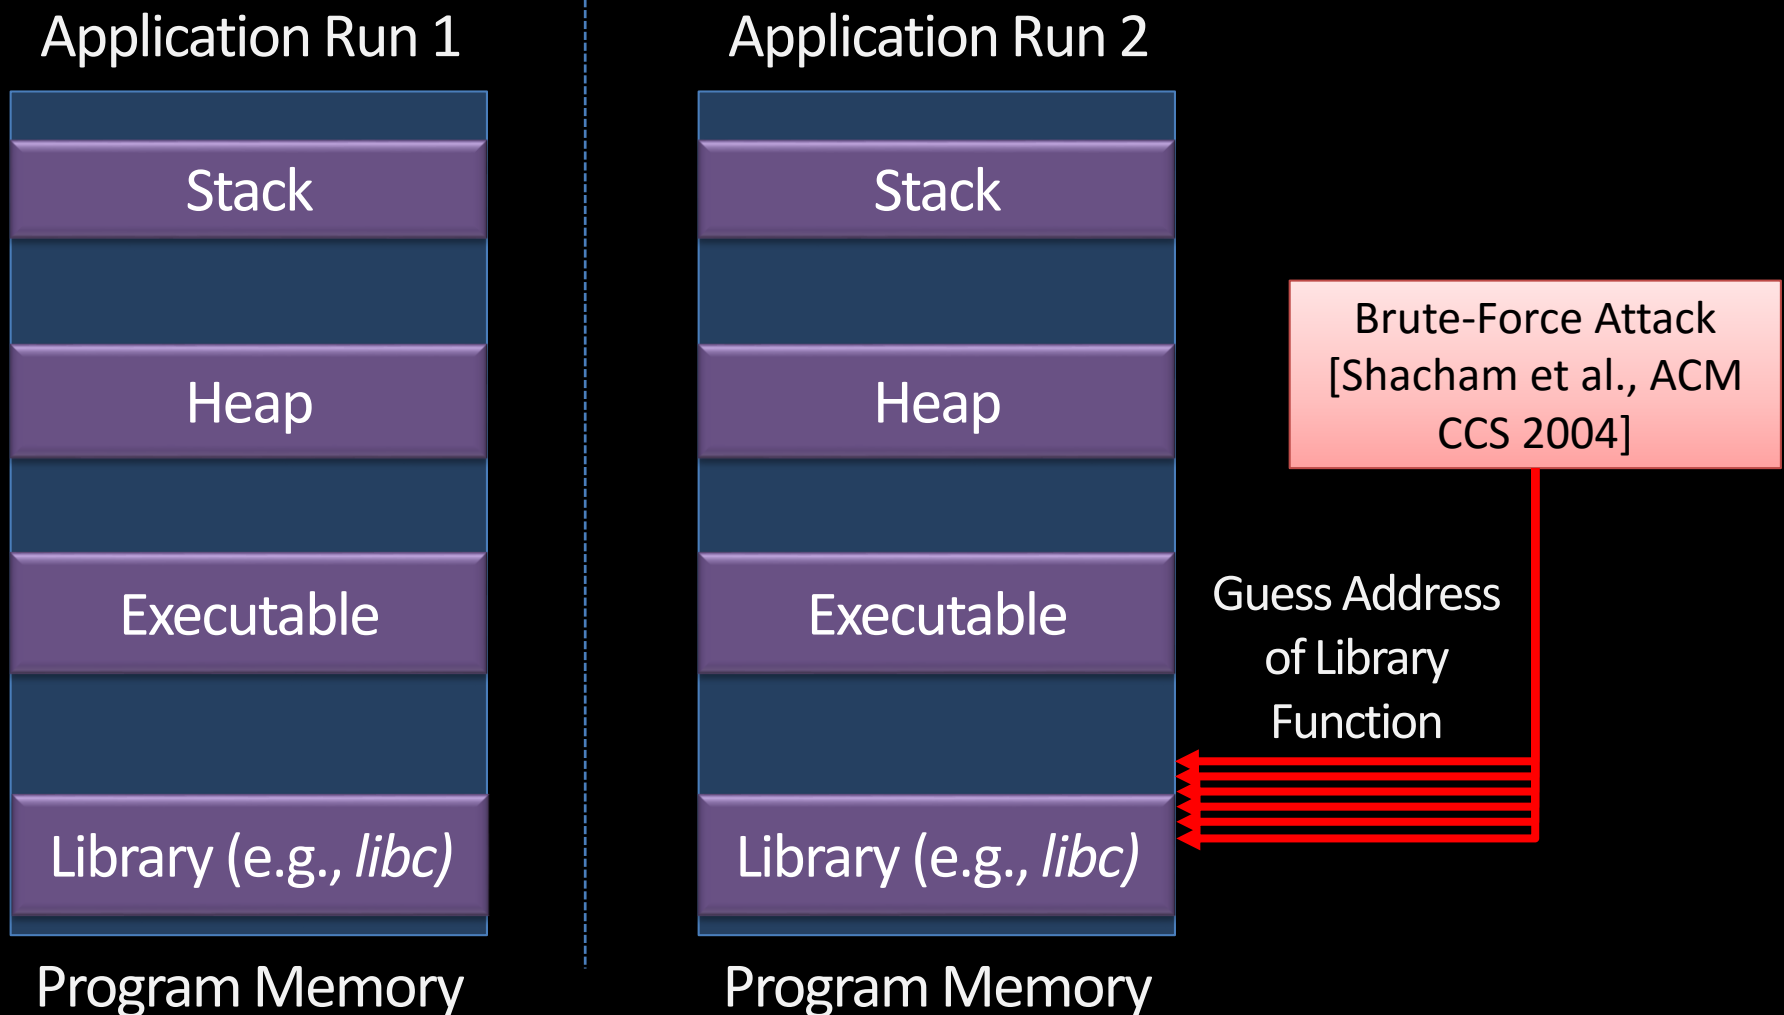 Application Run 1
Stack
Heap
Executable
Library (e.g., libc)
Program Memory
Application Run 2
Stack
Heap
Executable
Library (e.g., libc)
Program Memory
Brute-Force Attack
[Shacham et al., ACM
CCS 2004]
Guess Address
of Library
Function